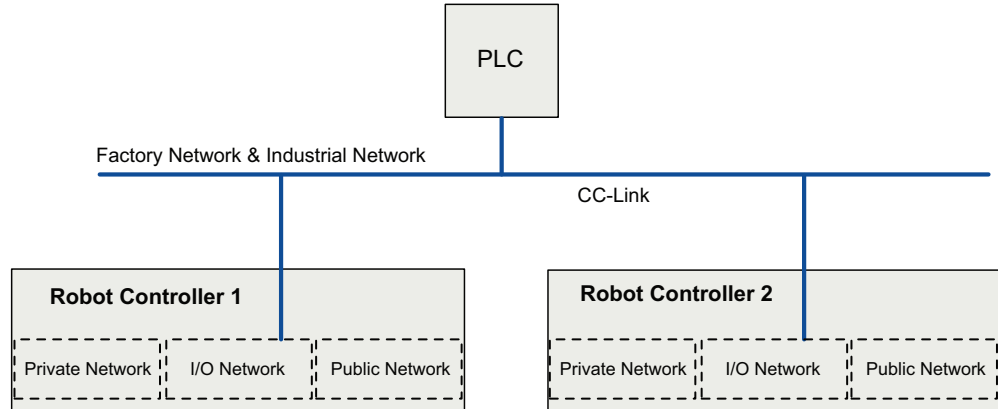 PLC
Factory Network & Industrial Network
CC-Link
Robot Controller 1
Private Network
I/O Network
Public Network
Robot Controller 2
Private Network
I/O Network
Public Network